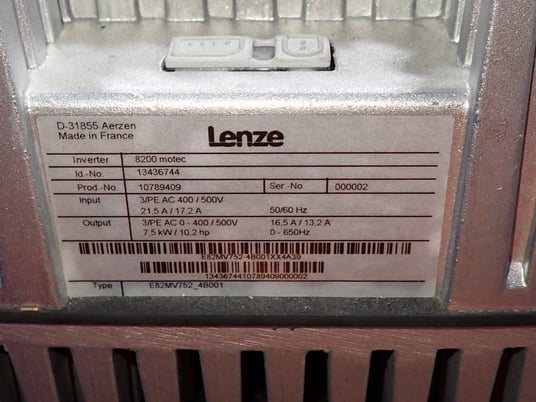 D-31855 Aerzen
Made in France
Lenze
Inverter 8200 motec
Id.-No. 13436744
Prod.-No. 10789409 Ser.-No. 000002
Input 3/PE AC 400 / 500V
21,5 A / 17,2 A 50/60 Hz
Output 3/PE AC 0 - 400 / 500V 16,5 A / 13,2 A
7,5 kW / 10,2 hp 0 - 650Hz
E82MV752-4B001XX4A39
1343674410789409000002
Type E82MV752_4B001